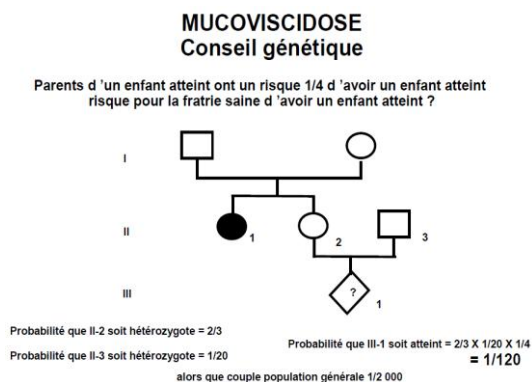 MUCOVISCIDOSE
Conseil génétique
Parents d 'un enfant atteint ont un risque 1/4 d 'avoir un enfant atteint
risque pour la fratrie saine d 'avoir un enfant atteint ?
I
II
1
2
3
III
?
1
Probabilité que II-2 soit hétérozygote = 2/3
Probabilité que II-3 soit hétérozygote = 1/20
Probabilité que III-1 soit atteint = 2/3 X 1/20 X 1/4
= 1/120
alors que couple population générale 1/2 000